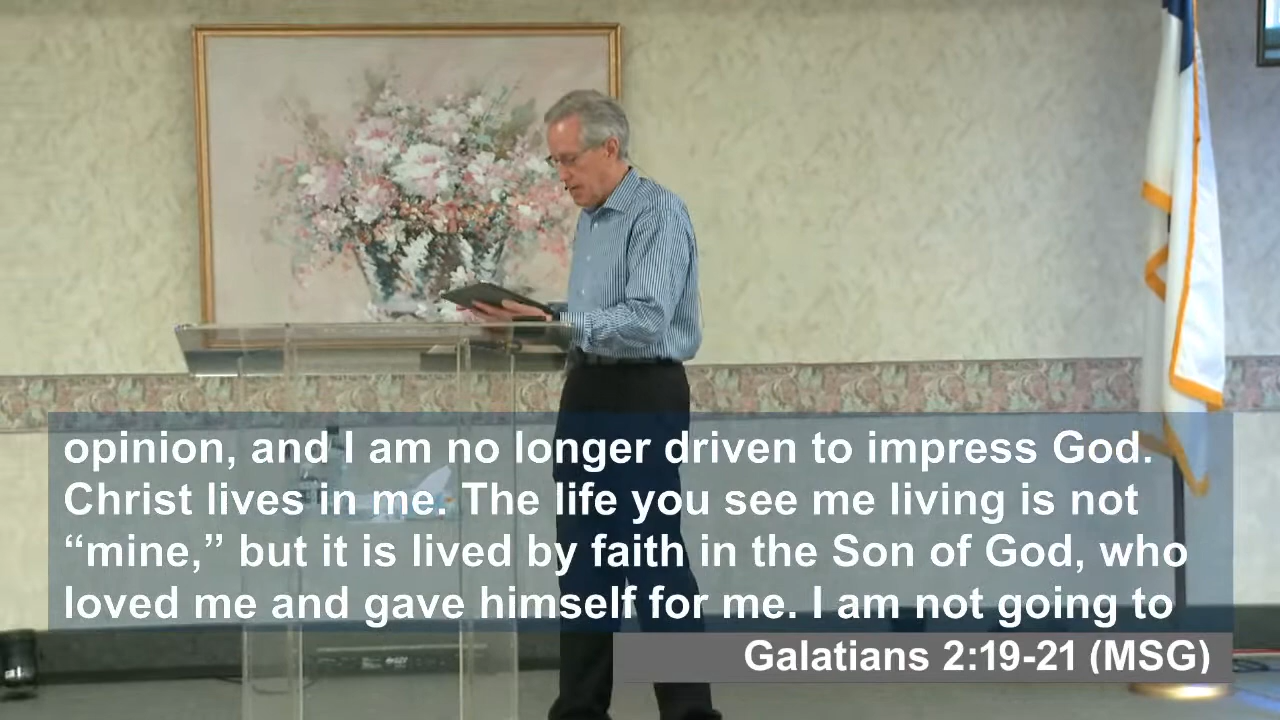 opinion, and I am no longer driven to impress God.
Christ lives in me. The life you see me living is not
“mine,” but it is lived by faith in the Son of God, who
loved me and gave himself for me. I am not going to
Galatians 2:19-21 (MSG)